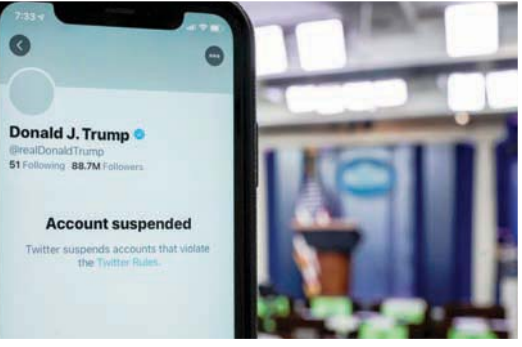 7:33
Donald J. Trump
@realDonaldTrump
51 Following 88.7M Followers
Account suspended
Twitter suspends accounts that violate
the Twitter Rules.